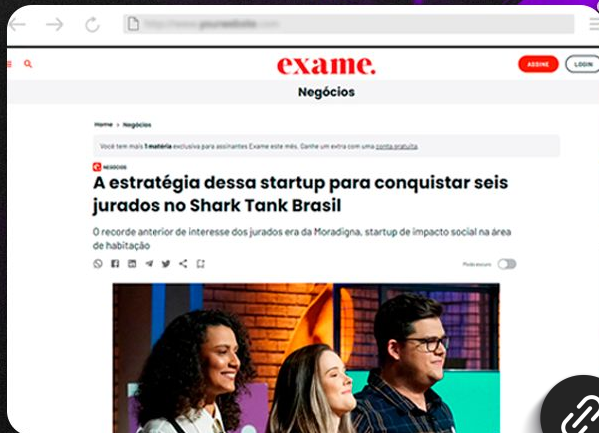 exame.
ASSINE
LOGIN
Negócios
Home > Negócios
Você tem mais 1 matéria exclusiva para assinantes Exame este mês. Ganhe um extra com uma conta gratuita.
NEGÓCIOS
A estratégia dessa startup para conquistar seis
jurados no Shark Tank Brasil
O recorde anterior de interesse dos jurados era da Moradigna, startup de impacto social na área
de habitação
Modo escuro